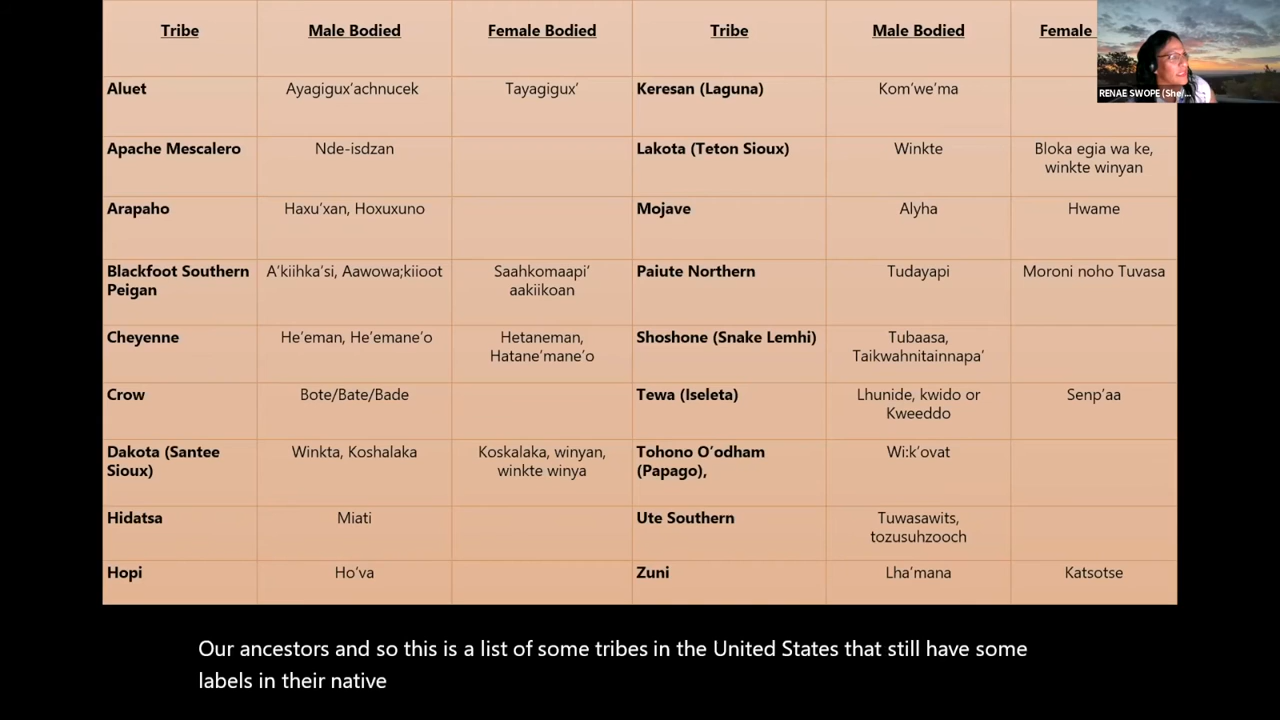 Tribe Male Bodied Female Bodied Tribe Male Bodied Female
RENAE SWOPE (She/...
Aluet Ayagigux'achnucek Tayagigux' Keresan (Laguna) Kom'we'ma
Apache Mescalero Nde-isdzan Lakota (Teton Sioux) Winkte Bloka egia wa ke,
winkte winyan
Arapaho Haxu'xan, Hoxuxuno Mojave Alyha Hwame
Blackfoot Southern A'kiihka'si, Aawowa;kiioot Saahkomaapi' Paiute Northern Tudayapi Moroni noho Tuvasa
Peigan aakiikoan
Cheyenne He'eman, He'emane'o Hetaneman, Shoshone (Snake Lemhi) Tubaasa,
Hatane'mane'o Taikwahnitainnapa'
Crow Bote/Bate/Bade Tewa (Iseleta) Lhunide, kwido or Senp'aa
Kweeddo
Dakota (Santee Winkta, Koshalaka Koskalaka, winyan, Tohono O'odham Wi:k'ovat
Sioux) winkte winya (Papago),
Hidatsa Miati Ute Southern Tuwasawits,
tozusuhzooch
Hopi Ho'va Zuni Lha'mana Katsotse
Our ancestors and so this is a list of some tribes in the United States that still have some
labels in their native